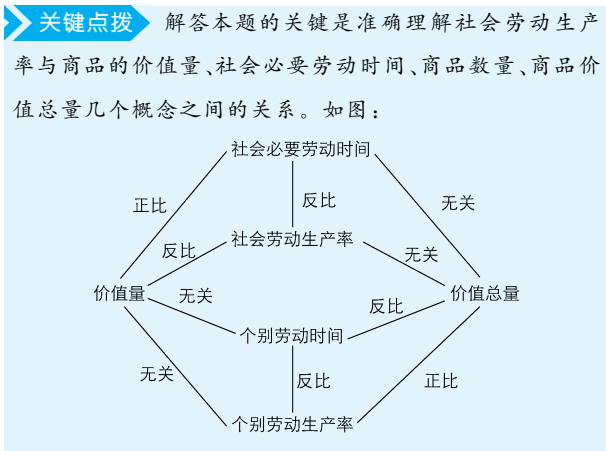 关键点拨 解答本题的关键是准确理解社会劳动生产
率与商品的价值量、社会必要劳动时间、商品数量、商品价
值总量几个概念之间的关系。如图:
社会必要劳动时间
正比
反比
无关
反比
社会劳动生产率
无关
价值量
无关
反比
价值总量
个别劳动时间
无关
反比
正比
个别劳动生产率